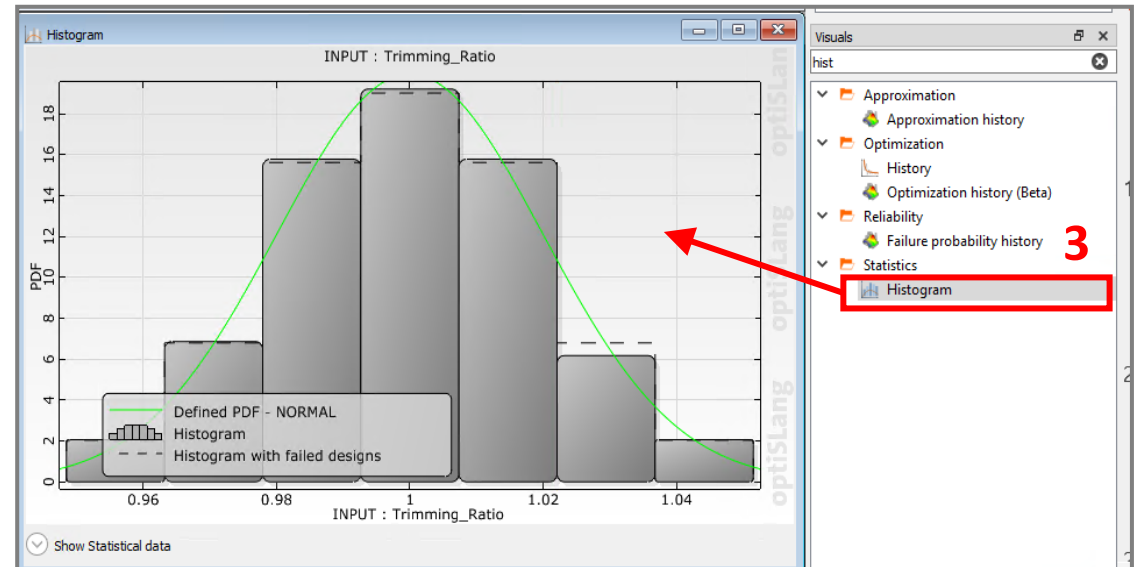 Histogram
INPUT : Trimming_Ratio
18
16
14
12
10
8
6
4
2
0
PDF
Defined PDF - NORMAL
Histogram
Histogram with failed designs
0.96 0.98 1 1.02 1.04
INPUT : Trimming_Ratio
optiSLang
optiSLang
optiSLang
Show Statistical data
Visuals
hist
Approximation
Approximation history
Optimization
History
Optimization history (Beta)
Reliability
Failure probability history
3
Statistics
Histogram
1
2